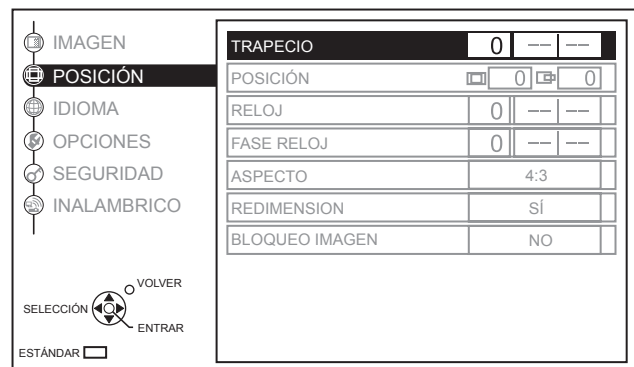 IMAGEN
POSICIÓN
IDIOMA
OPCIONES
SEGURIDAD
INALAMBRICO
VOLVER
SELECCIÓN
ENTRAR
ESTÁNDAR
TRAPECIO 0 -- --
POSICIÓN 0 0
RELOJ 0 -- --
FASE RELOJ 0 -- --
ASPECTO 4:3
REDIMENSION SÍ
BLOQUEO IMAGEN NO